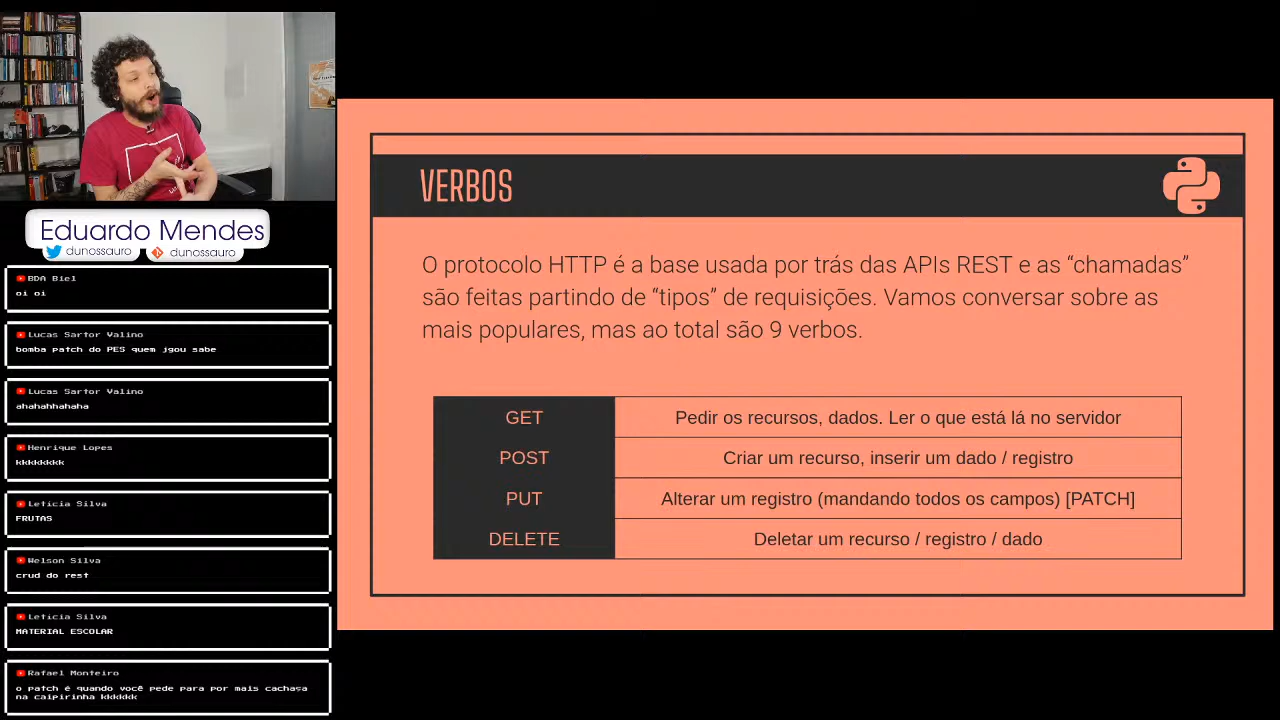 Eduardo Mendes
dunossauro
dunossauro
BDA Biel
oi oi
Lucas Sartor Valino
bomba patch do PES quem jgou sabe
Lucas Sartor Valino
ahahahhahaha
Henrique Lopes
kkkkkkkk
Letícia Silva
FRUTAS
Welson Silva
crud do rest
Letícia Silva
MATERIAL ESCOLAR
Rafael Monteiro
o patch é quando você pede para por mais cachaça
na caipirinha kkkkkk
VERBOS
O protocolo HTTP é a base usada por trás das APIs REST e as “chamadas”
são feitas partindo de “tipos” de requisições. Vamos conversar sobre as
mais populares, mas ao total são 9 verbos.
GET Pedir os recursos, dados. Ler o que está lá no servidor
POST Criar um recurso, inserir um dado / registro
PUT Alterar um registro (mandando todos os campos) [PATCH]
DELETE Deletar um recurso / registro / dado